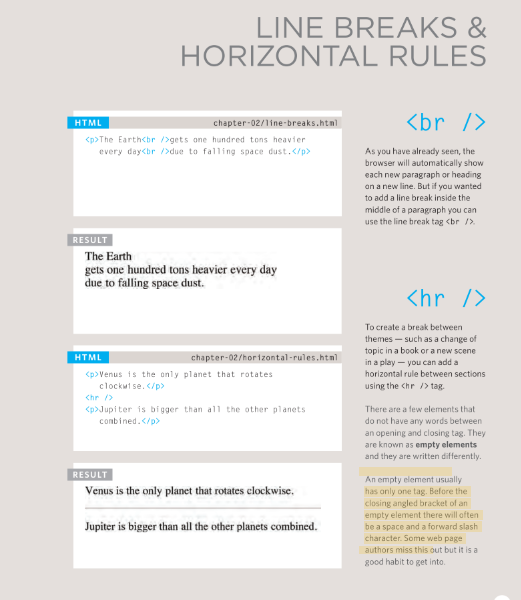 LINE BREAKS &
HORIZONTAL RULES
HTML
chapter-02/line-breaks.html
<p>The Earth<br />gets one hundred tons heavier
every day<br />due to falling space dust.</p>
RESULT
The Earth
gets one hundred tons heavier every day
due to falling space dust.
HTML
chapter-02/horizontal-rules.html
<p>Venus is the only planet that rotates
clockwise.</p>
<hr />
<p>Jupiter is bigger than all the other planets
combined.</p>
RESULT
Venus is the only planet that rotates clockwise.
Jupiter is bigger than all the other planets combined.
<br />
As you have already seen, the
browser will automatically show
each new paragraph or heading
on a new line. But if you wanted
to add a line break inside the
middle of a paragraph you can
use the line break tag <br />.
<hr />
To create a break between
themes — such as a change of
topic in a book or a new scene
in a play — you can add a
horizontal rule between sections
using the <hr /> tag.
There are a few elements that
do not have any words between
an opening and closing tag. They
are known as empty elements
and they are written differently.
An empty element usually
has only one tag. Before the
closing angled bracket of an
empty element there will often
be a space and a forward slash
character. Some web page
authors miss this out but it is a
good habit to get into.